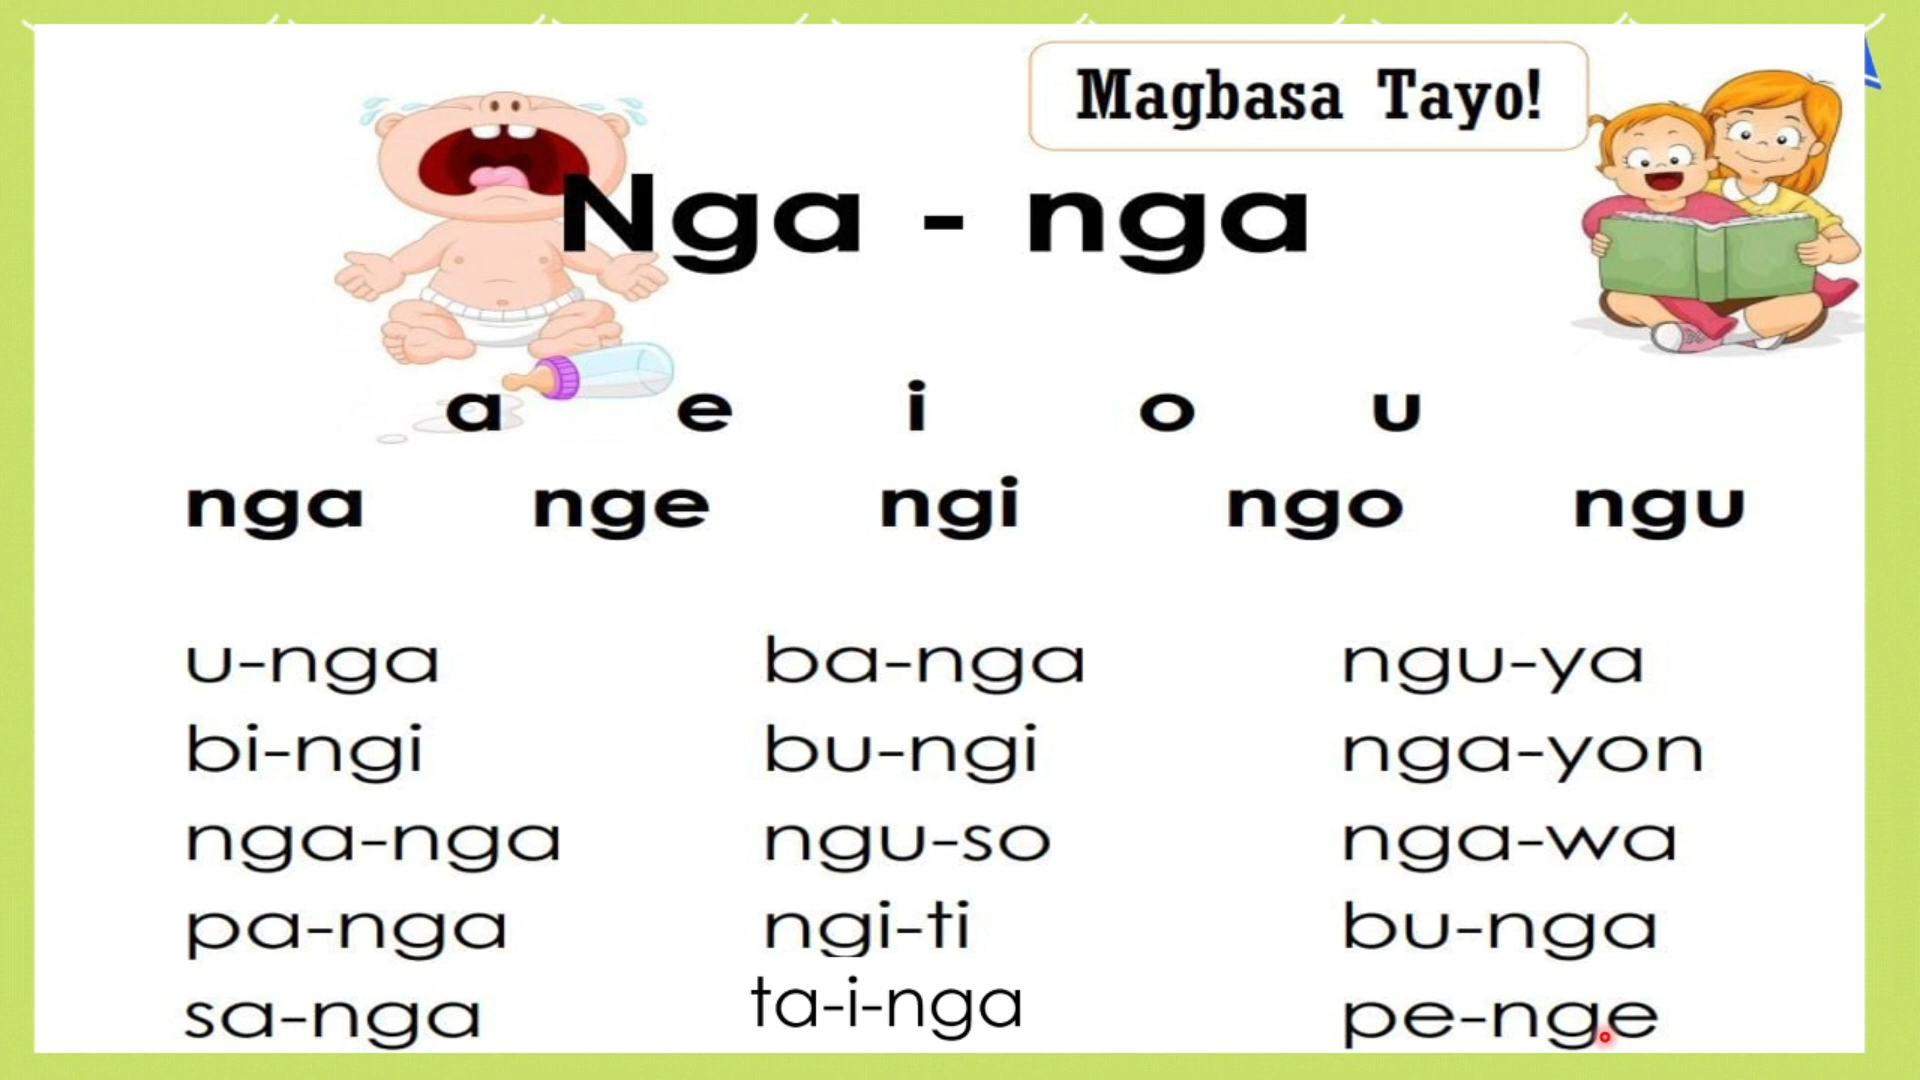 Magbasa Tayo!
Nga - nga
a e i o u
nga nge ngi ngo ngu
u-nga ba-nga ngu-ya
bi-ngi bu-ngi nga-yon
nga-nga ngu-so nga-wa
pa-nga ngi-ti bu-nga
sa-nga ta-i-nga pe-nge